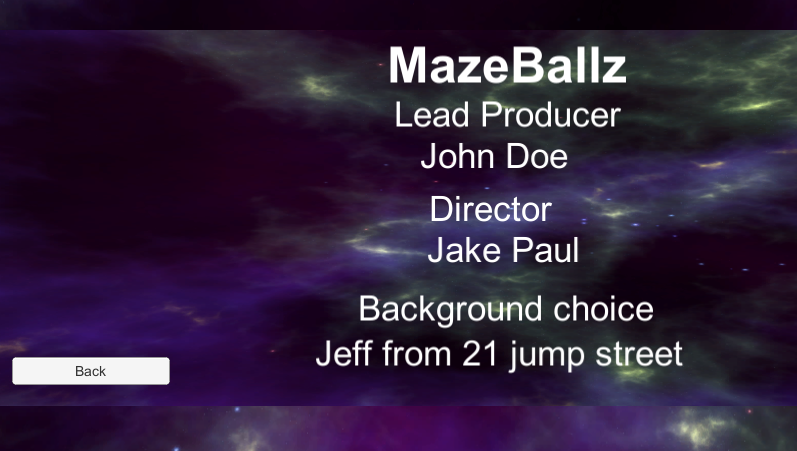 MazeBallz
Lead Producer
John Doe
Director
Jake Paul
Background choice
Jeff from 21 jump street
Back